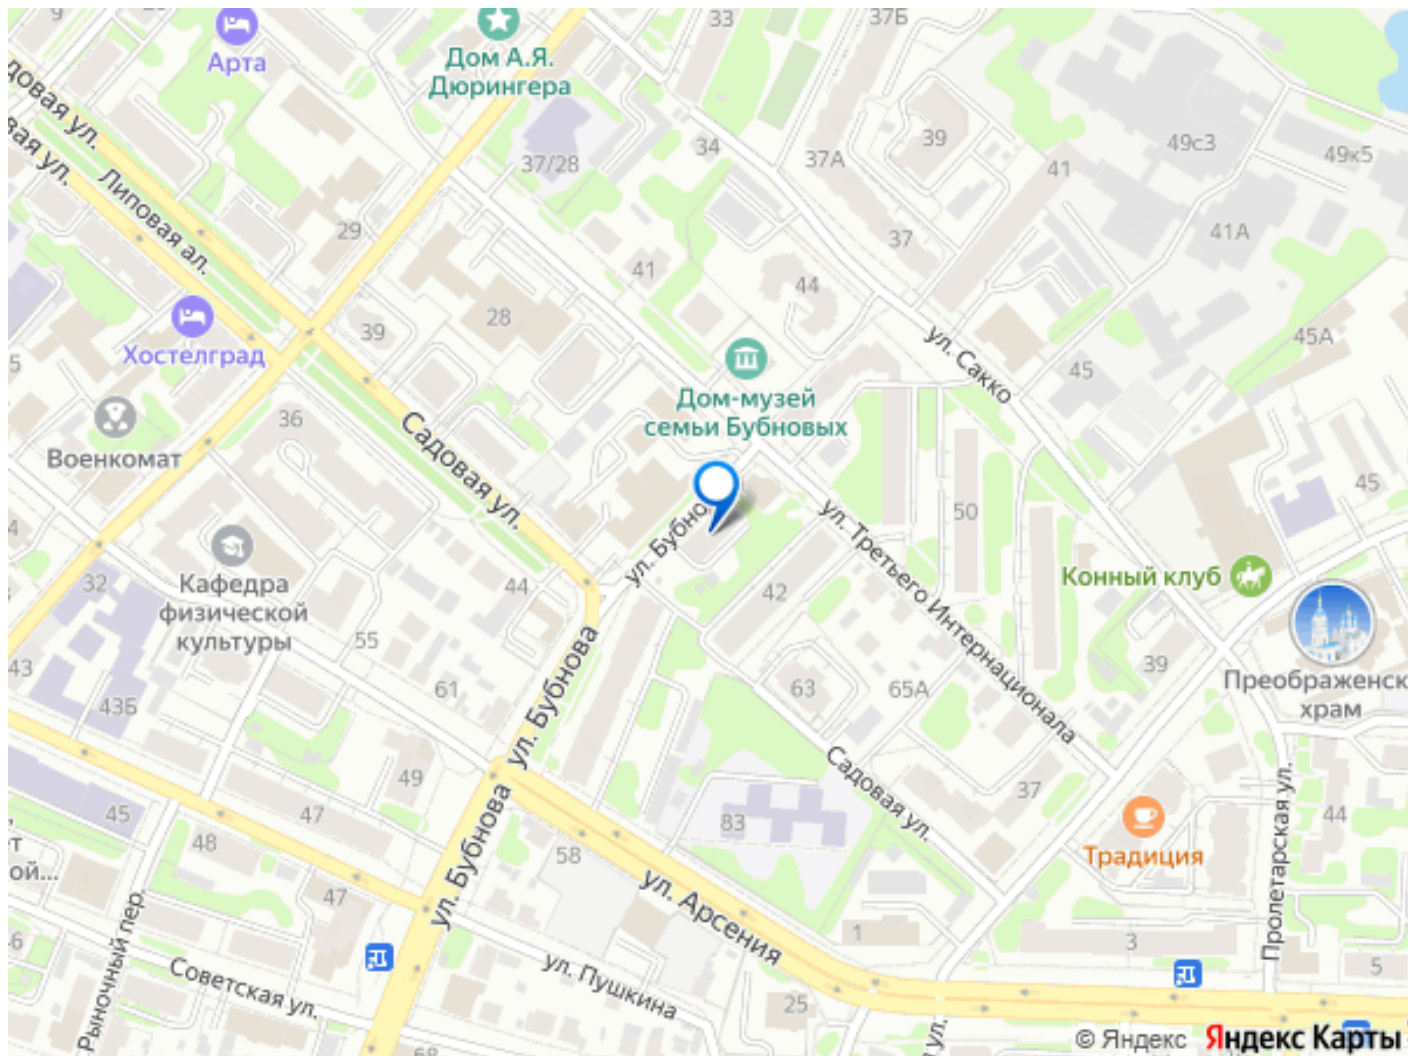 9
Арта
Дом А.Я.
Дюрингера
33
37Б
довая ул.
вая ул.
Липовая ал.
37/28
34
37А
39
41
49с3
49к5
29
41
37
41А
44
28
39
Хостелград
5
ул. Сакко
45А
45
Дом-музей
семьи Бубновых
36
Военкомат
Садовая ул.
45
50
4
ул. Бубно
ул. Третьего Интернационала
Кафедра
физической
культуры
32
44
42
Конный клуб
55
43
61
63
65А
39
Преображенск
храм
43Б
ул. Бубнова
49
Садовая ул.
37
45
47
48
83
Традиция
44
Пролетарская ул.
т
ой...
ул. Бубнова
58
ул. Арсения
47
1
3
6
Рыночный пер.
Советская ул.
ул. Пушкина
5
25
ул.
68
© Яндекс Яндекс Карты